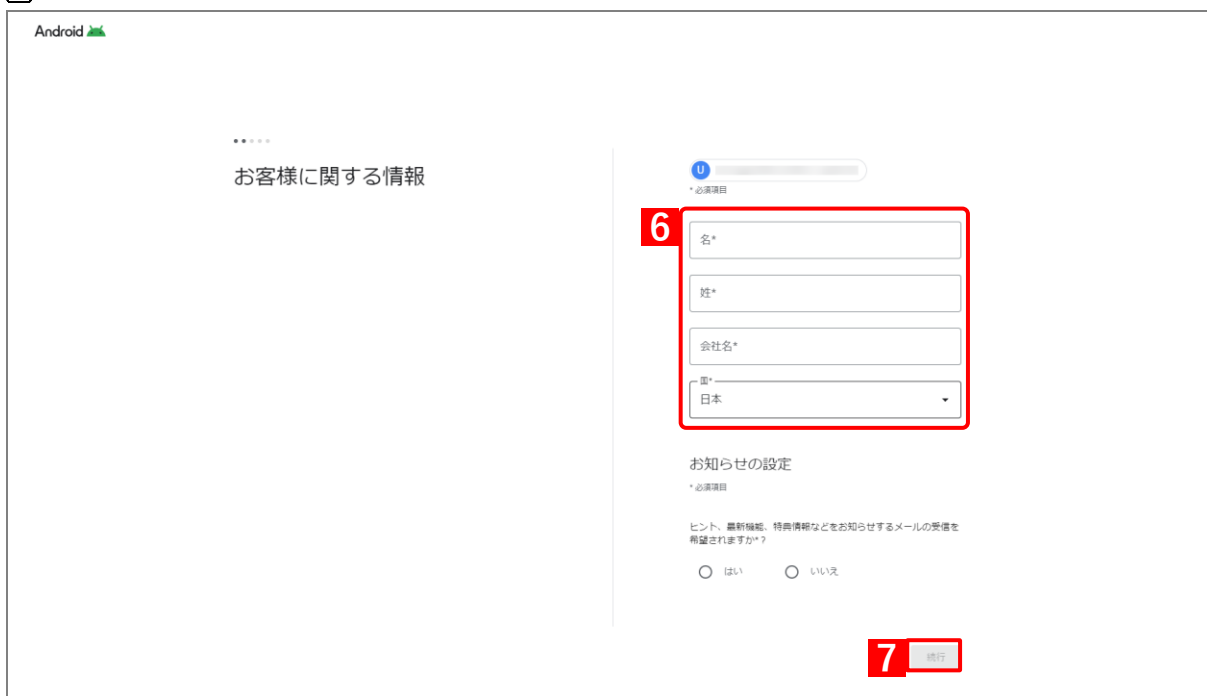 Android
お客様に関する情報
U
* 必須項目
6
名*
姓*
会社名*
国*
日本
お知らせの設定
* 必須項目
ヒント、最新機能、特典情報などをお知らせするメールの受信を
希望されますか*？
はい いいえ
7 続行